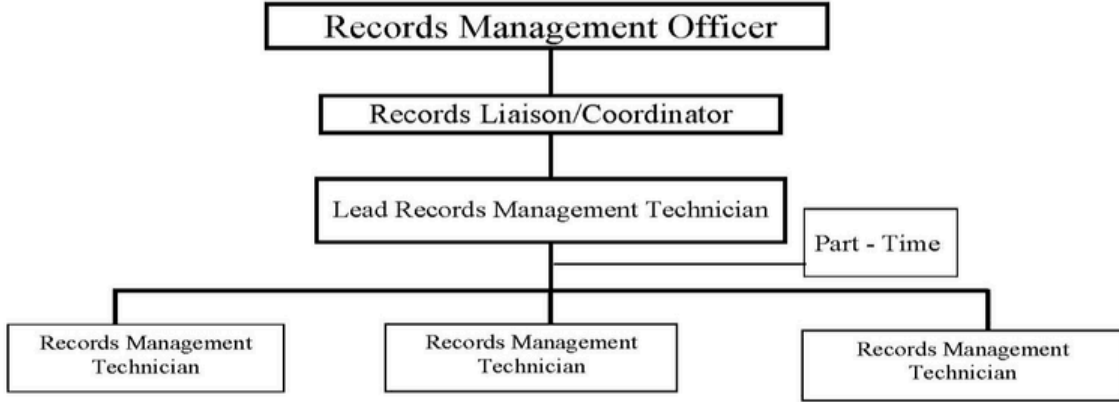 Records Management Officer
Records Liaison/Coordinator
Lead Records Management Technician
Part - Time
Records Management
Technician
Records Management
Technician
Records Management
Technician